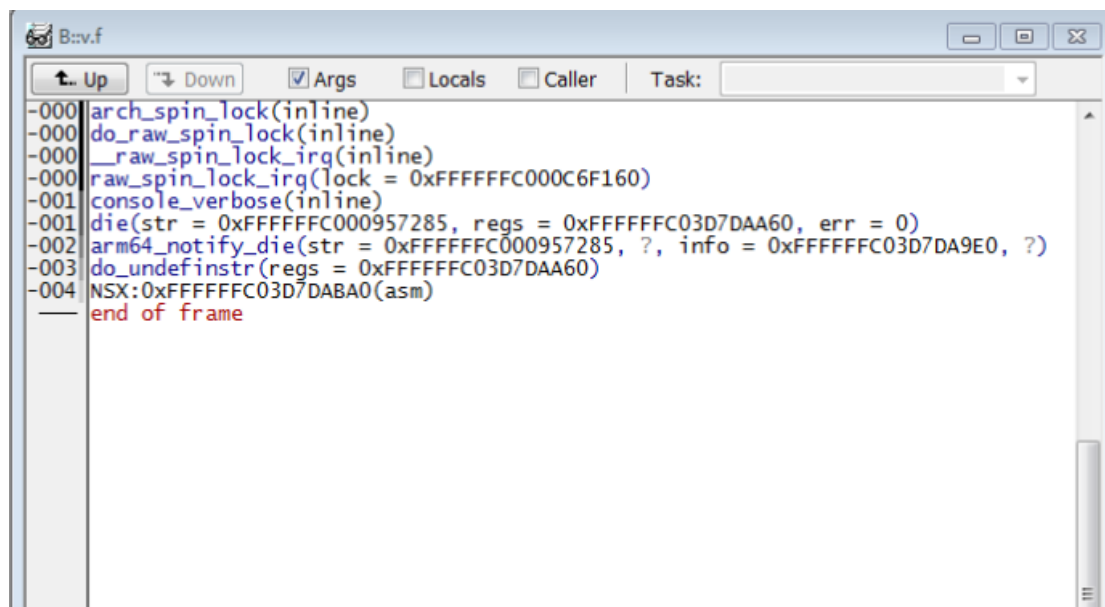 B::v.f
Up Down Args Locals Caller Task:
-000 arch_spin_lock(inline)
-000 do_raw_spin_lock(inline)
-000 __raw_spin_lock_irq(inline)
-000 raw_spin_lock_irq(lock = 0xFFFFFFC000C6F160)
-001 console_verbose(inline)
-001 die(str = 0xFFFFFFC000957285, regs = 0xFFFFFFC03D7DAA60, err = 0)
-002 arm64_notify_die(str = 0xFFFFFFC000957285, ?, info = 0xFFFFFFC03D7DA9E0, ?)
-003 do_undefinstr(regs = 0xFFFFFFC03D7DAA60)
-004 NSX:0xFFFFFFC03D7DABA0(asm)
end of frame